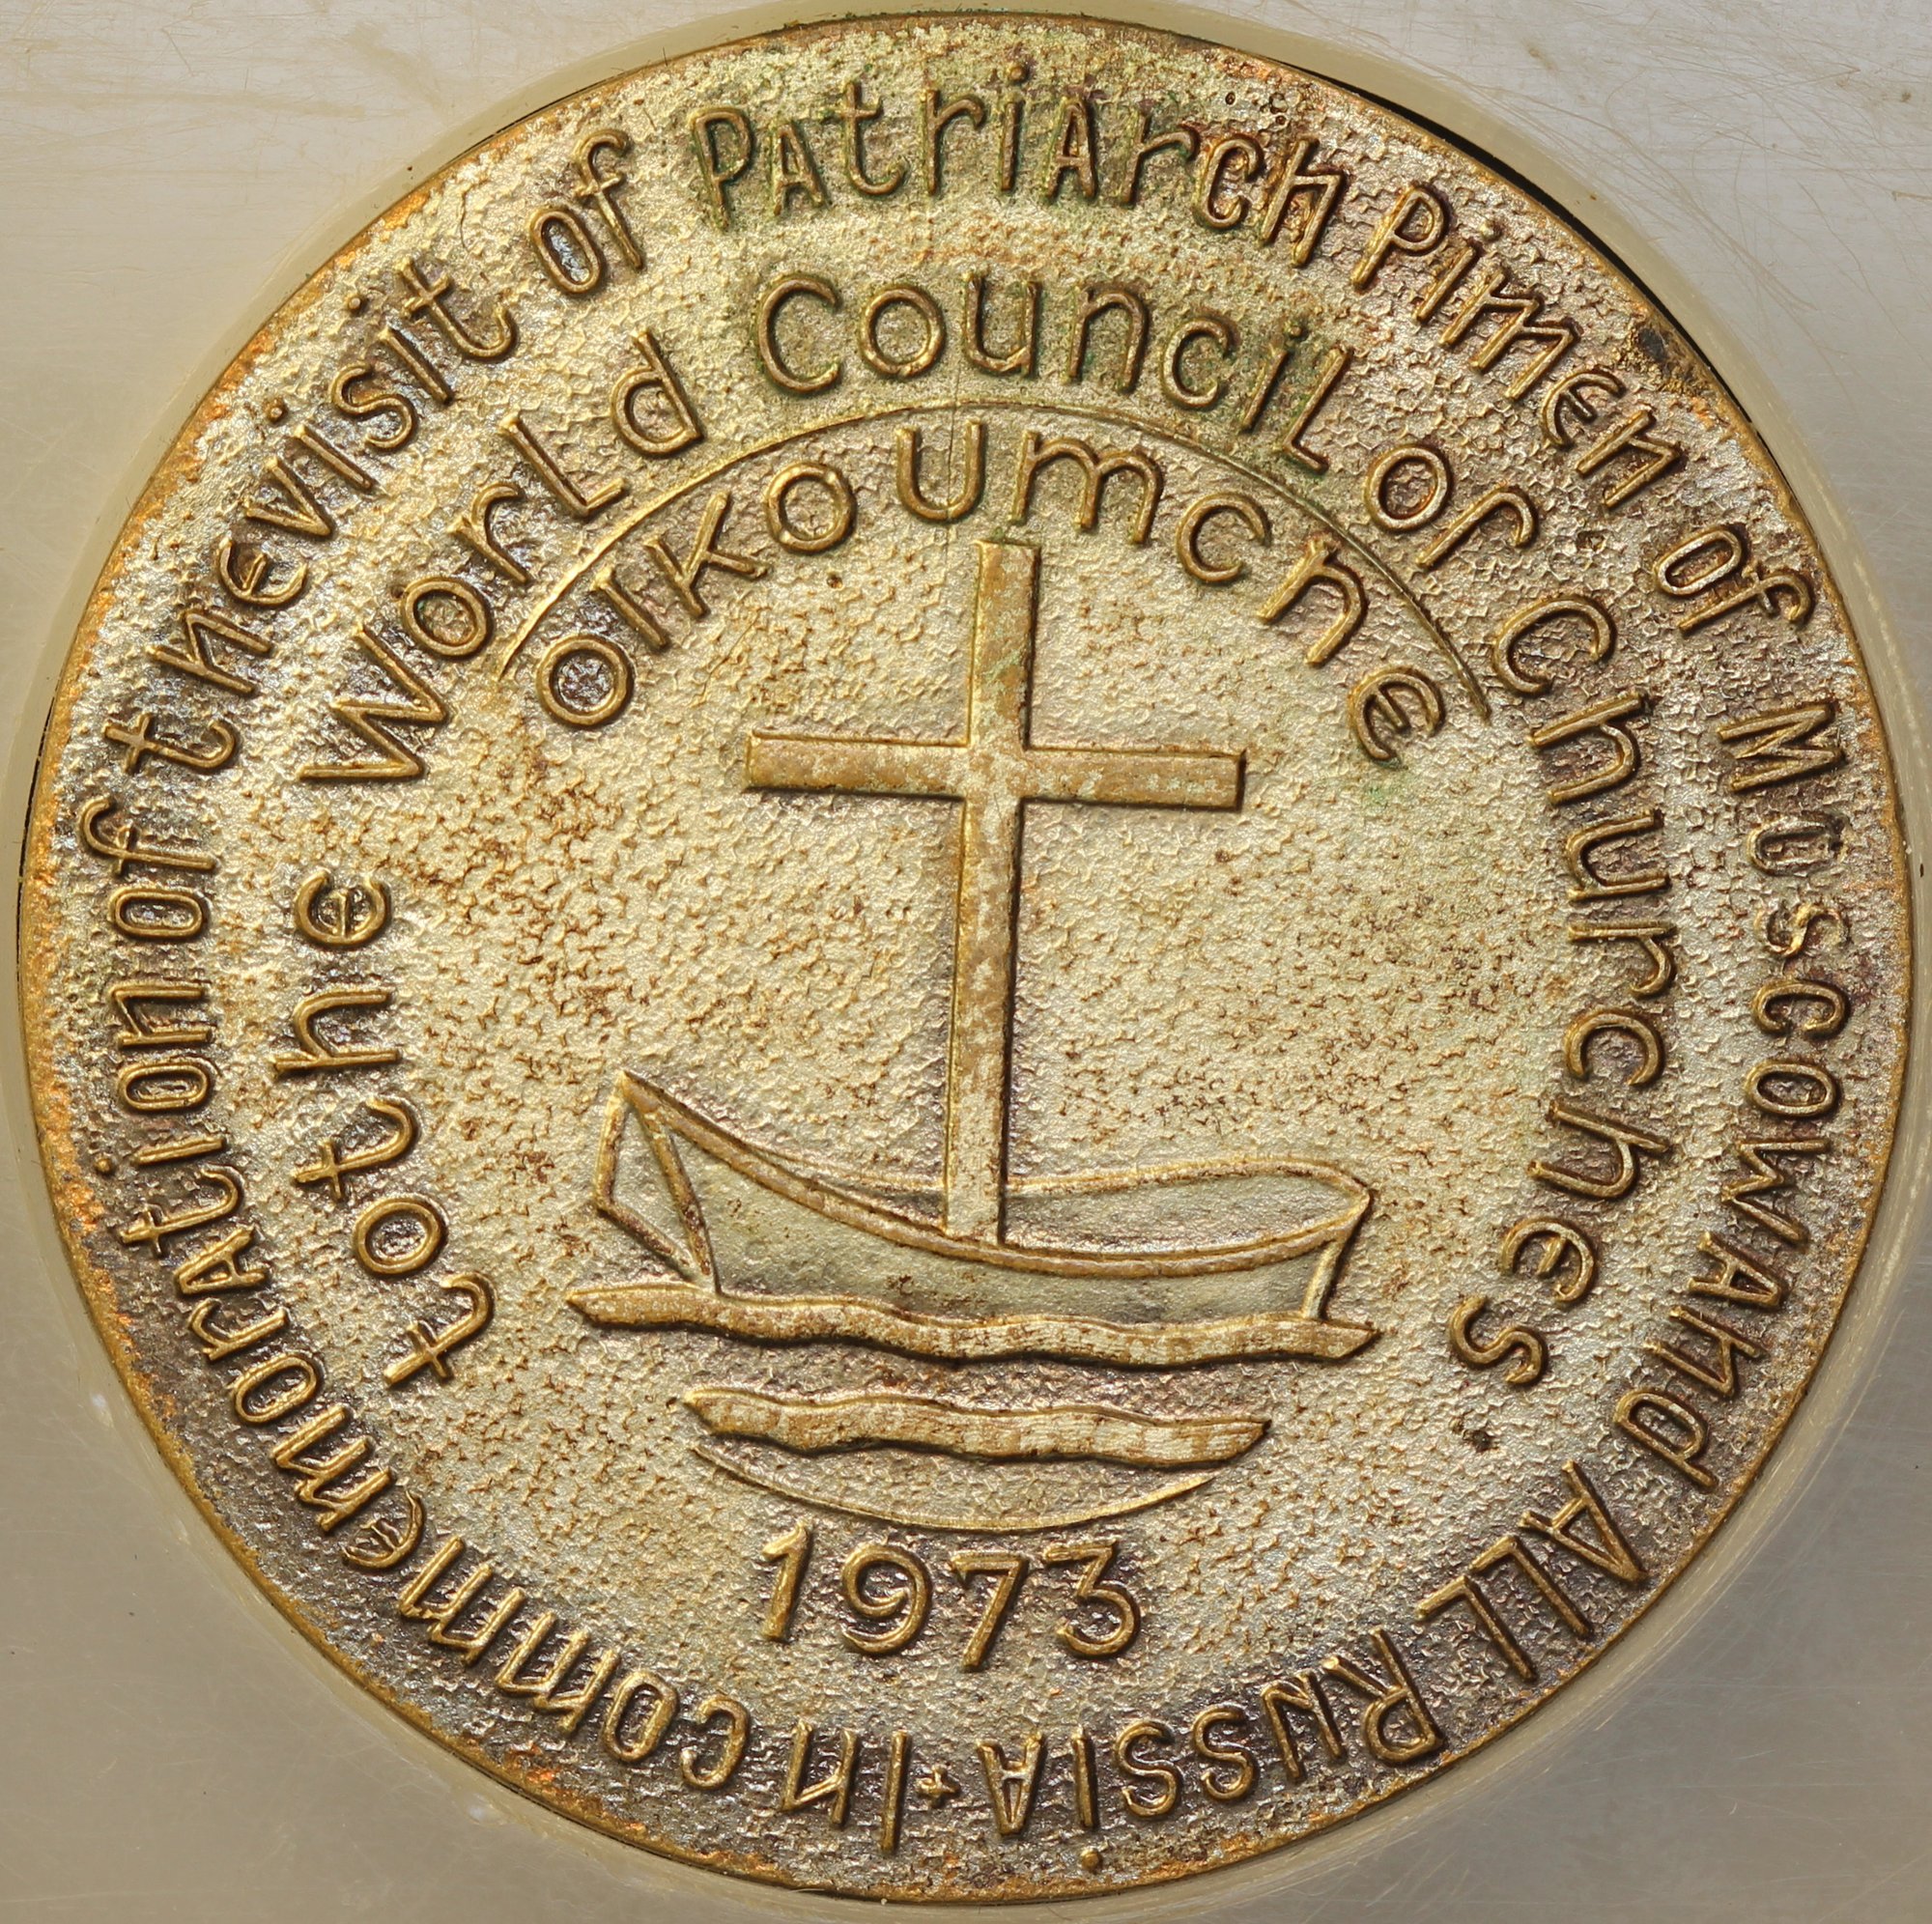 In commemoration of the visit of PAtriArch Pimen of Moscow And ALL Russia +
to the World Council of Churches
oikoumene
1973